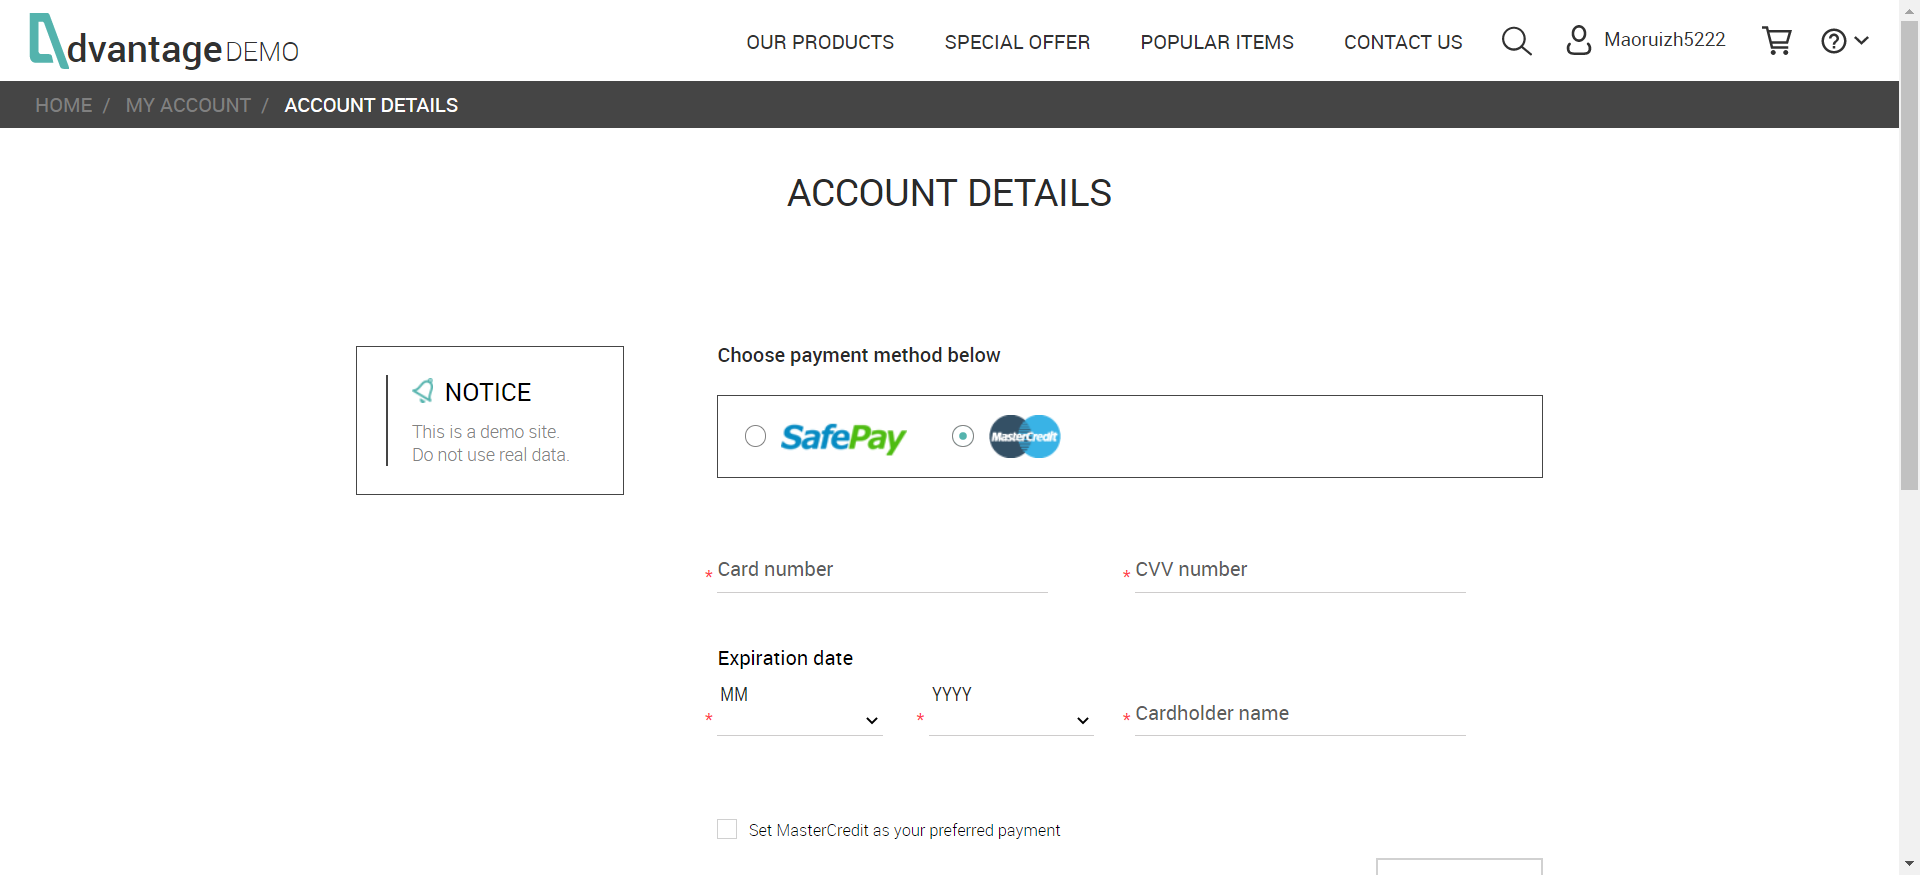 dvantage DEMO
OUR PRODUCTS SPECIAL OFFER POPULAR ITEMS CONTACT US Maoruizh5222
HOME / MY ACCOUNT / ACCOUNT DETAILS
ACCOUNT DETAILS
NOTICE
This is a demo site.
Do not use real data.
Choose payment method below
SafePay MasterCredit
* Card number
* CVV number
Expiration date
MM
*
YYYY
*
* Cardholder name
Set MasterCredit as your preferred payment